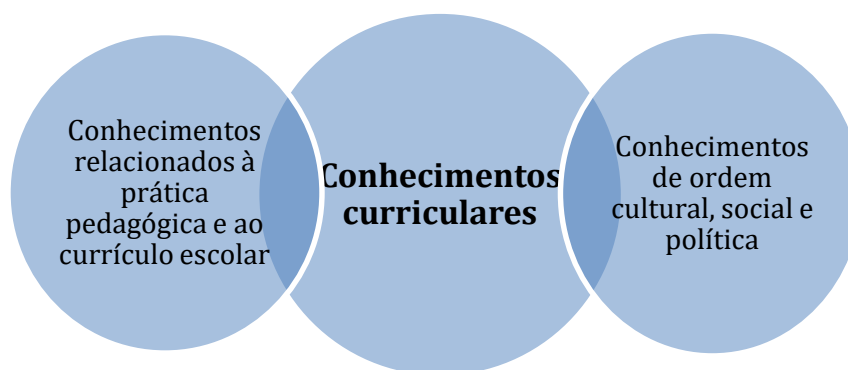 Conhecimentos
relacionados à
prática
pedagógica e ao
currículo escolar
Conhecimentos
curriculares
Conhecimentos
de ordem
cultural, social e
política